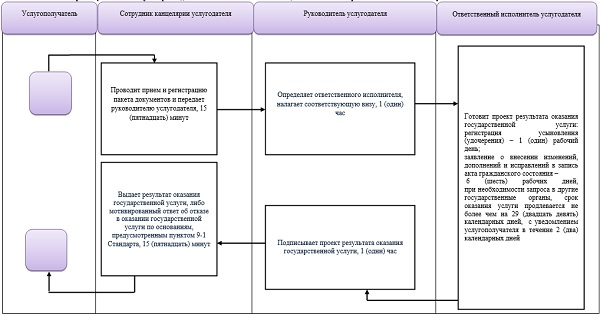 Услугополучатель
Сотрудник канцелярии услугодателя
Руководитель услугодателя
Ответственный исполнитель услугодателя
Проводит прием и регистрацию
пакета документов и передает
руководителю услугодателя, 15
(пятнадцать) минут
Определяет ответственного исполнителя,
налагает соответствующую визу, 1 (один)
час
Готовит проект результата оказания
государственной услуги:
регистрация усыновления
(удочерения) – 1 (один) рабочий
день;
заявление о внесении изменений,
дополнений и исправлений в запись
акта гражданского состояния –
6 (шесть) рабочих дней,
при необходимости запроса в другие
государственные органы, срок
оказания услуги продлевается не
более чем на 29 (двадцать девять)
календарных дней, с уведомлением
услугополучателя в течение 2 (два)
календарных дней
Подписывает проект результата оказания
государственной услуги, 1 (один) час
Выдает результат оказания
государственной услуги, либо
мотивированный ответ об отказе
в оказании государственной
услуги по основаниям,
предусмотренным пунктом 9-1
Стандарта, 15 (пятнадцать) минут